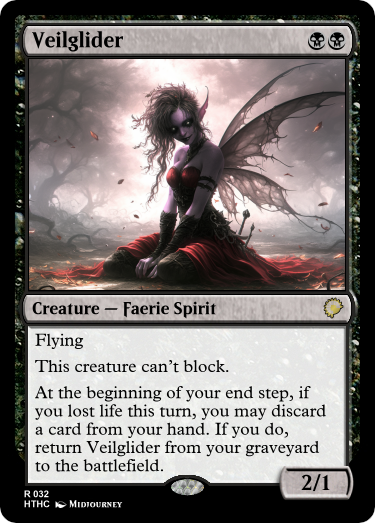 Veilglider
Creature — Faerie Spirit
Flying
This creature can't block.
At the beginning of your end step, if
you lost life this turn, you may discard
a card from your hand. If you do,
return Veilglider from your graveyard
to the battlefield.
2/1
R 032
HTHC Midjourney